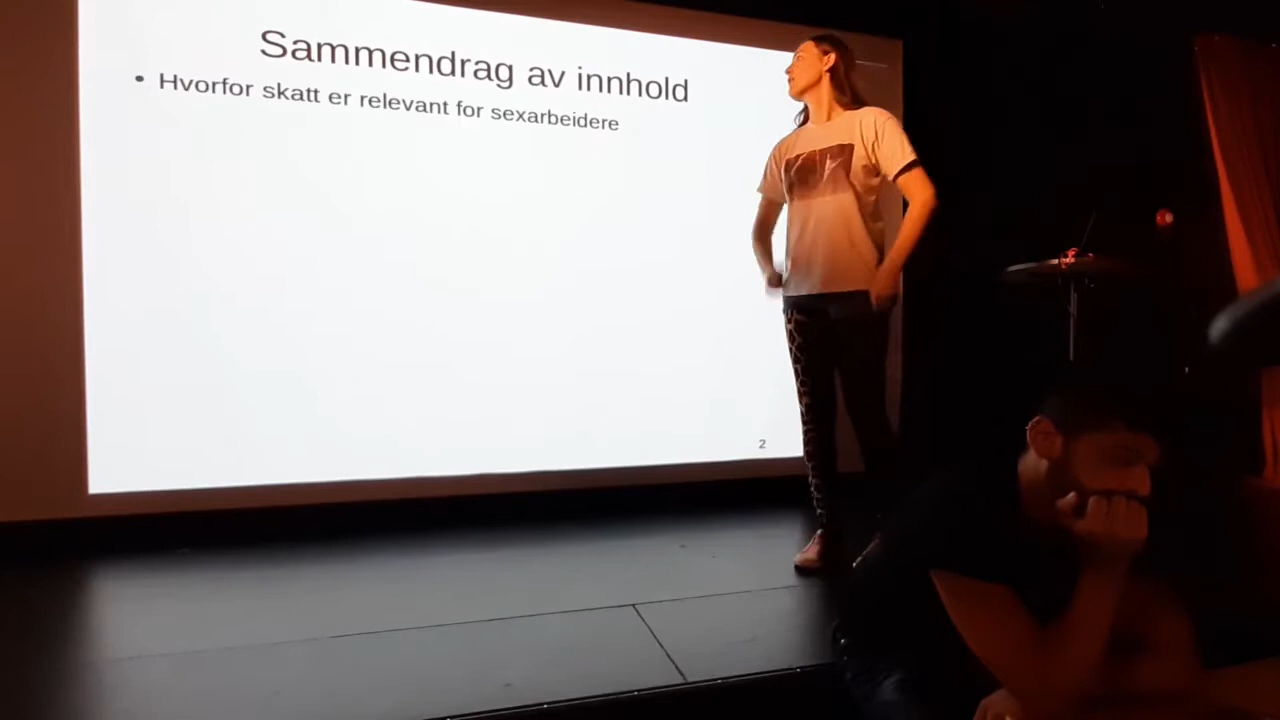 Sammendrag av innhold
• Hvorfor skatt er relevant for sexarbeidere
2